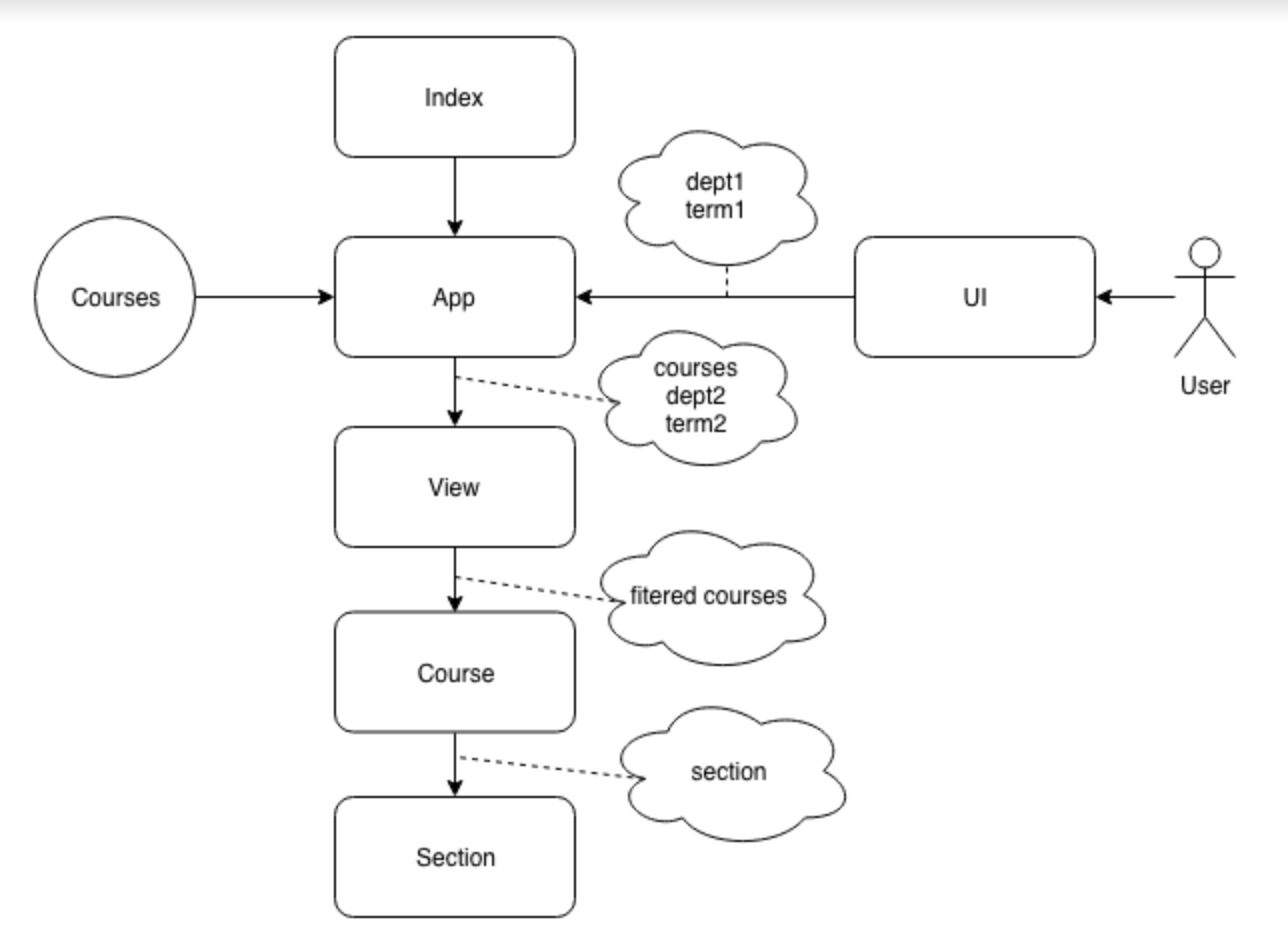 Index
dept1
term1
Courses
App
UI
User
courses
dept2
term2
View
fitered courses
Course
section
Section